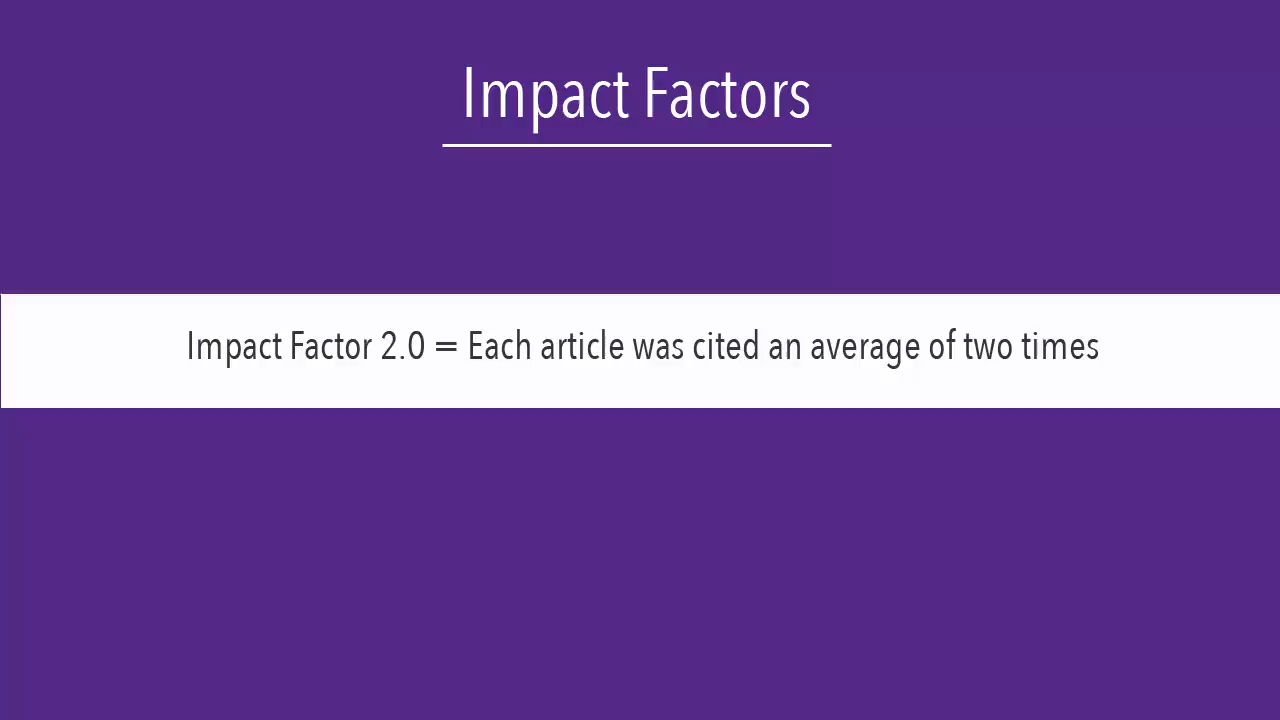 Impact Factors
Impact Factor 2.0 = Each article was cited an average of two times